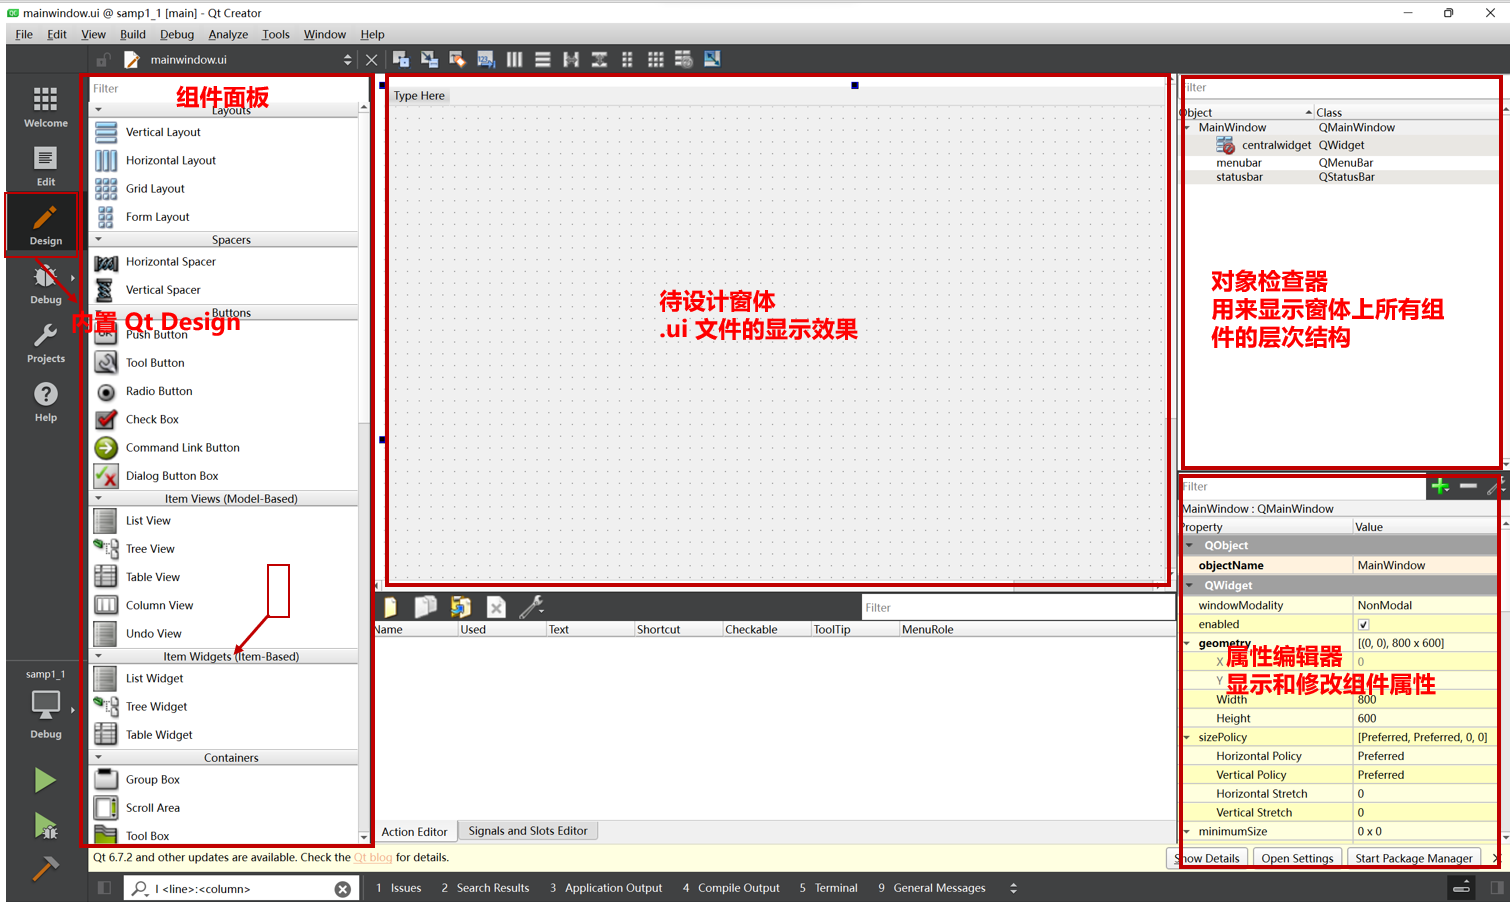 mainwindow.ui @ samp1_1 [main] - Qt Creator
File Edit View Build Debug Analyze Tools Window Help
mainwindow.ui
Welcome
Edit
Design
Debug
Projects
Help
samp1_1
Debug
Filter
组件面板
Layouts
Vertical Layout
Horizontal Layout
Grid Layout
Form Layout
Spacers
Horizontal Spacer
Vertical Spacer
Buttons
内置 Qt Design
Push Button
Tool Button
Radio Button
Check Box
Command Link Button
Dialog Button Box
Item Views (Model-Based)
List View
Tree View
Table View
Column View
Undo View
Item Widgets (Item-Based)
List Widget
Tree Widget
Table Widget
Containers
Group Box
Scroll Area
Tool Box
Type Here
待设计窗体
.ui 文件的显示效果
Filter
Name Used Text Shortcut Checkable ToolTip MenuRole
Action Editor Signals and Slots Editor
Filter
Object Class
MainWindow QMainWindow
centralwidget QWidget
menubar QMenuBar
statusbar QStatusBar
对象检查器
用来显示窗体上所有组
件的层次结构
Filter
MainWindow : QMainWindow
Property Value
QObject
objectName MainWindow
QWidget
windowModality NonModal
enabled
geometry [(0, 0), 800 x 600]
X 0
Y
属性编辑器
显示和修改组件属性
Width 800
Height 600
sizePolicy [Preferred, Preferred, 0, 0]
Horizontal Policy Preferred
Vertical Policy Preferred
Horizontal Stretch 0
Vertical Stretch 0
minimumSize 0 x 0
Qt 6.7.2 and other updates are available. Check the Qt blog for details.
Show Details Open Settings Start Package Manager
l <line>:<column>
1 Issues 2 Search Results 3 Application Output 4 Compile Output 5 Terminal 9 General Messages